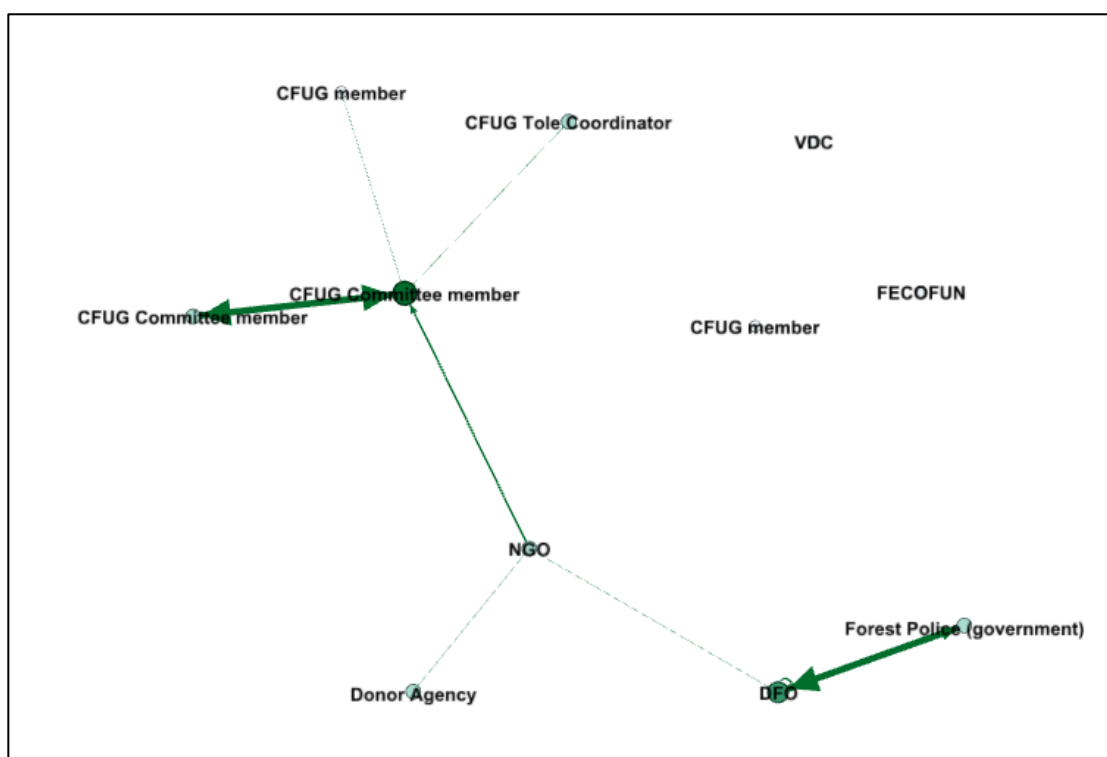 CFUG member
CFUG Tole Coordinator
VDC
CFUG Committee member
FECOFUN
CFUG Committee member
CFUG member
NGO
Forest Police (government)
Donor Agency
DFO